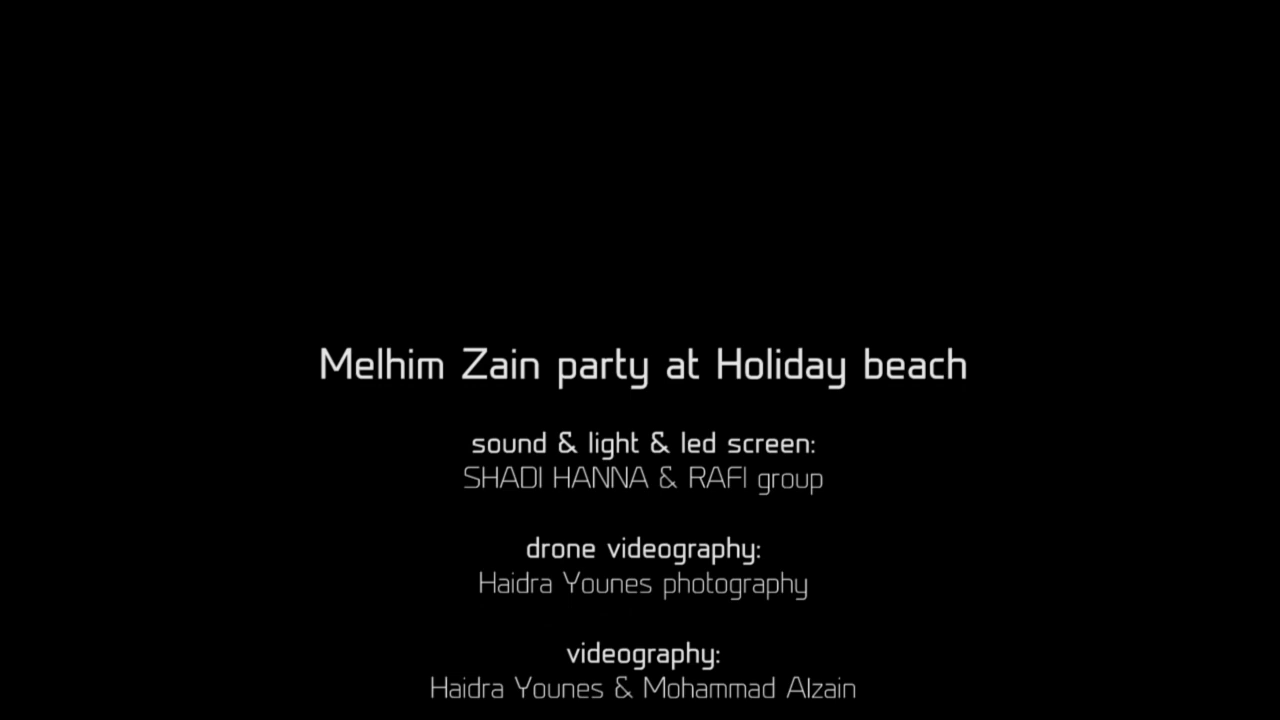 Melhim Zain party at Holiday beach
sound & light & led screen:
SHADI HANNA & RAFI group
drone videography:
Haidra Younes photography
videography:
Haidra Younes & Mohammad Alzain